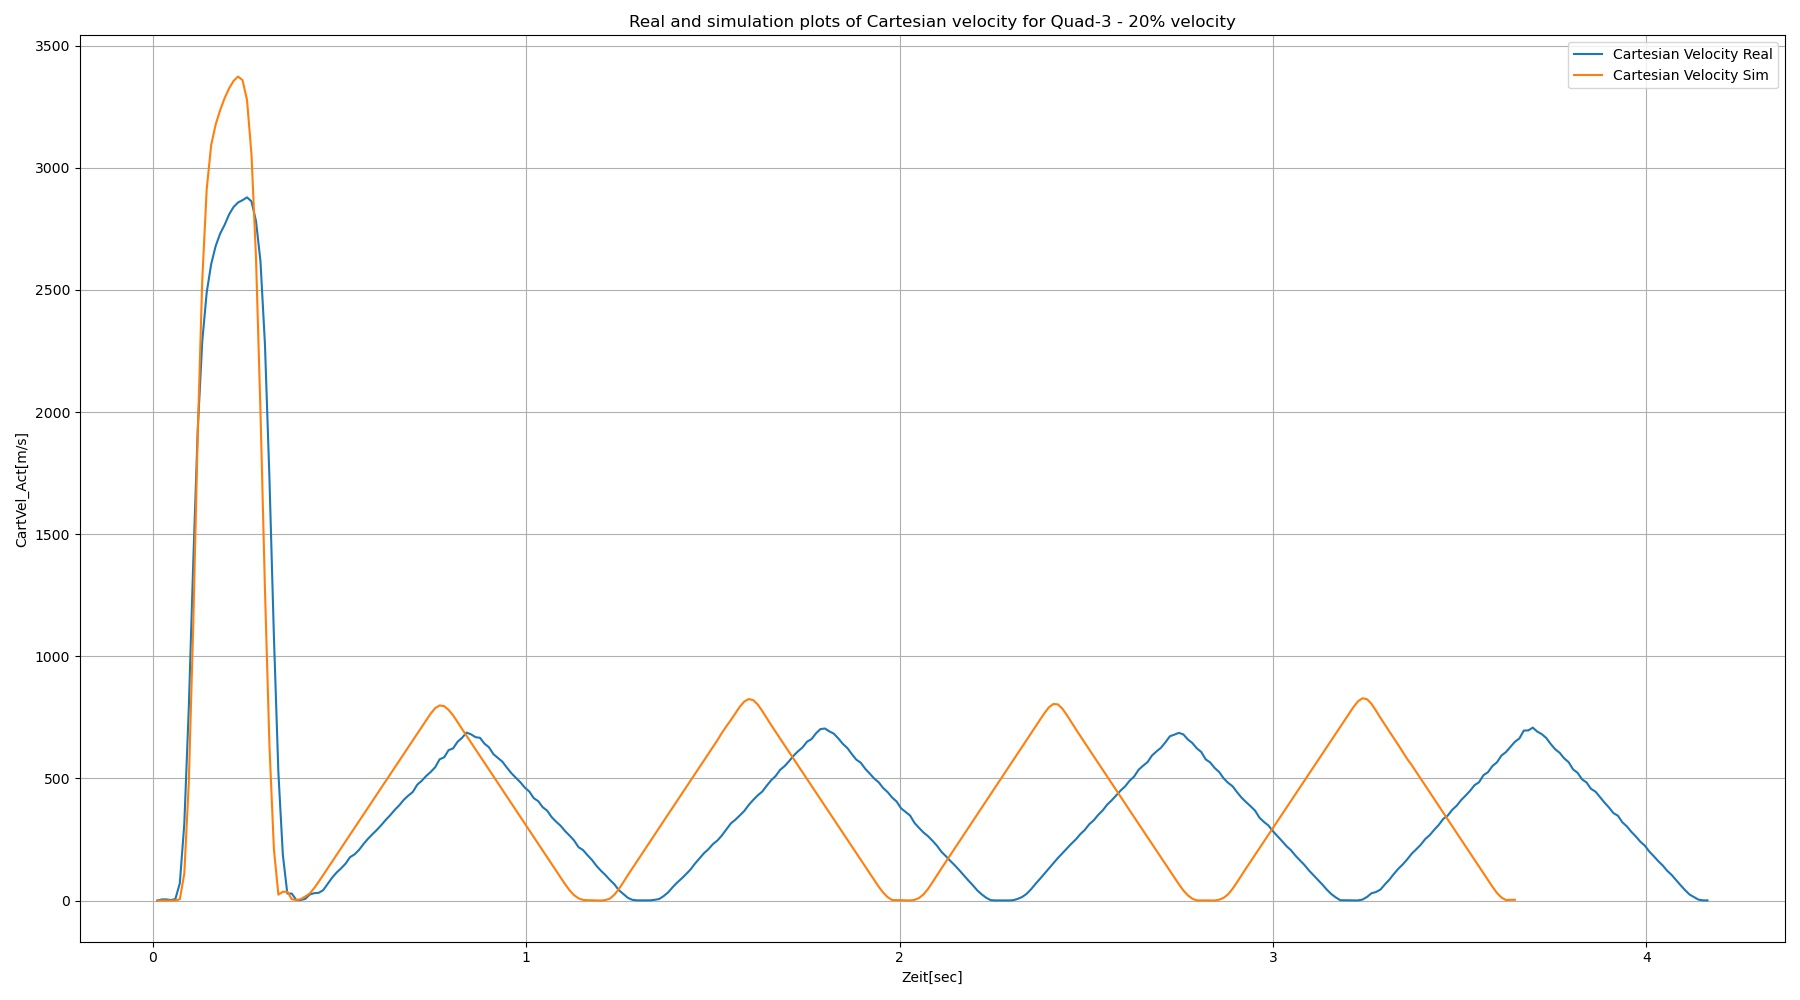 Real and simulation plots of Cartesian velocity for Quad-3 - 20% velocity
Cartesian Velocity Real
Cartesian Velocity Sim
3500
3000
2500
2000
1500
1000
500
0
CartVel_Act[m/s]
0 1 2 3 4
Zeit[sec]